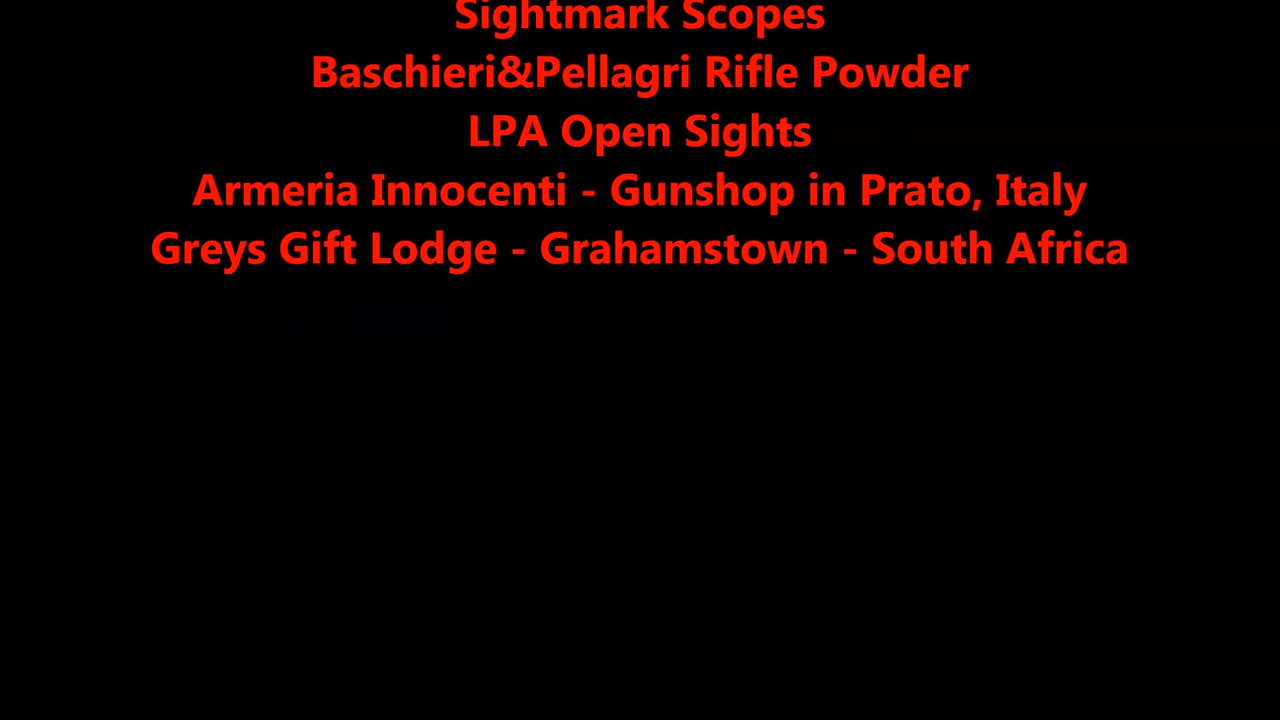 Sightmark Scopes
Baschieri&Pellagri Rifle Powder
LPA Open Sights
Armeria Innocenti - Gunshop in Prato, Italy
Greys Gift Lodge - Grahamstown - South Africa